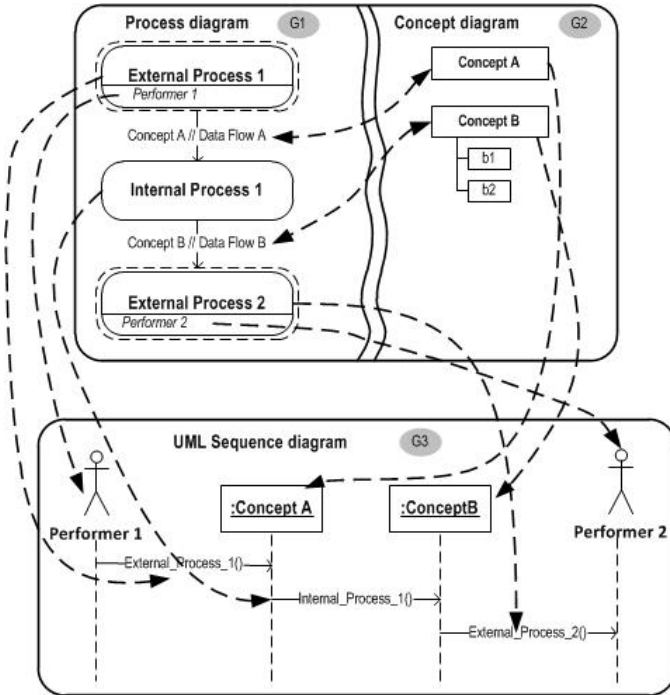 Process diagram
G1
Concept diagram
G2
External Process 1
Performer 1
Concept A // Data Flow A
Internal Process 1
Concept B // Data Flow B
External Process 2
Performer 2
Concept A
Concept B
b1
b2
UML Sequence diagram
G3
Performer 1
:Concept A
:ConceptB
Performer 2
External_Process_1()
Internal_Process_1()
External_Process_2()